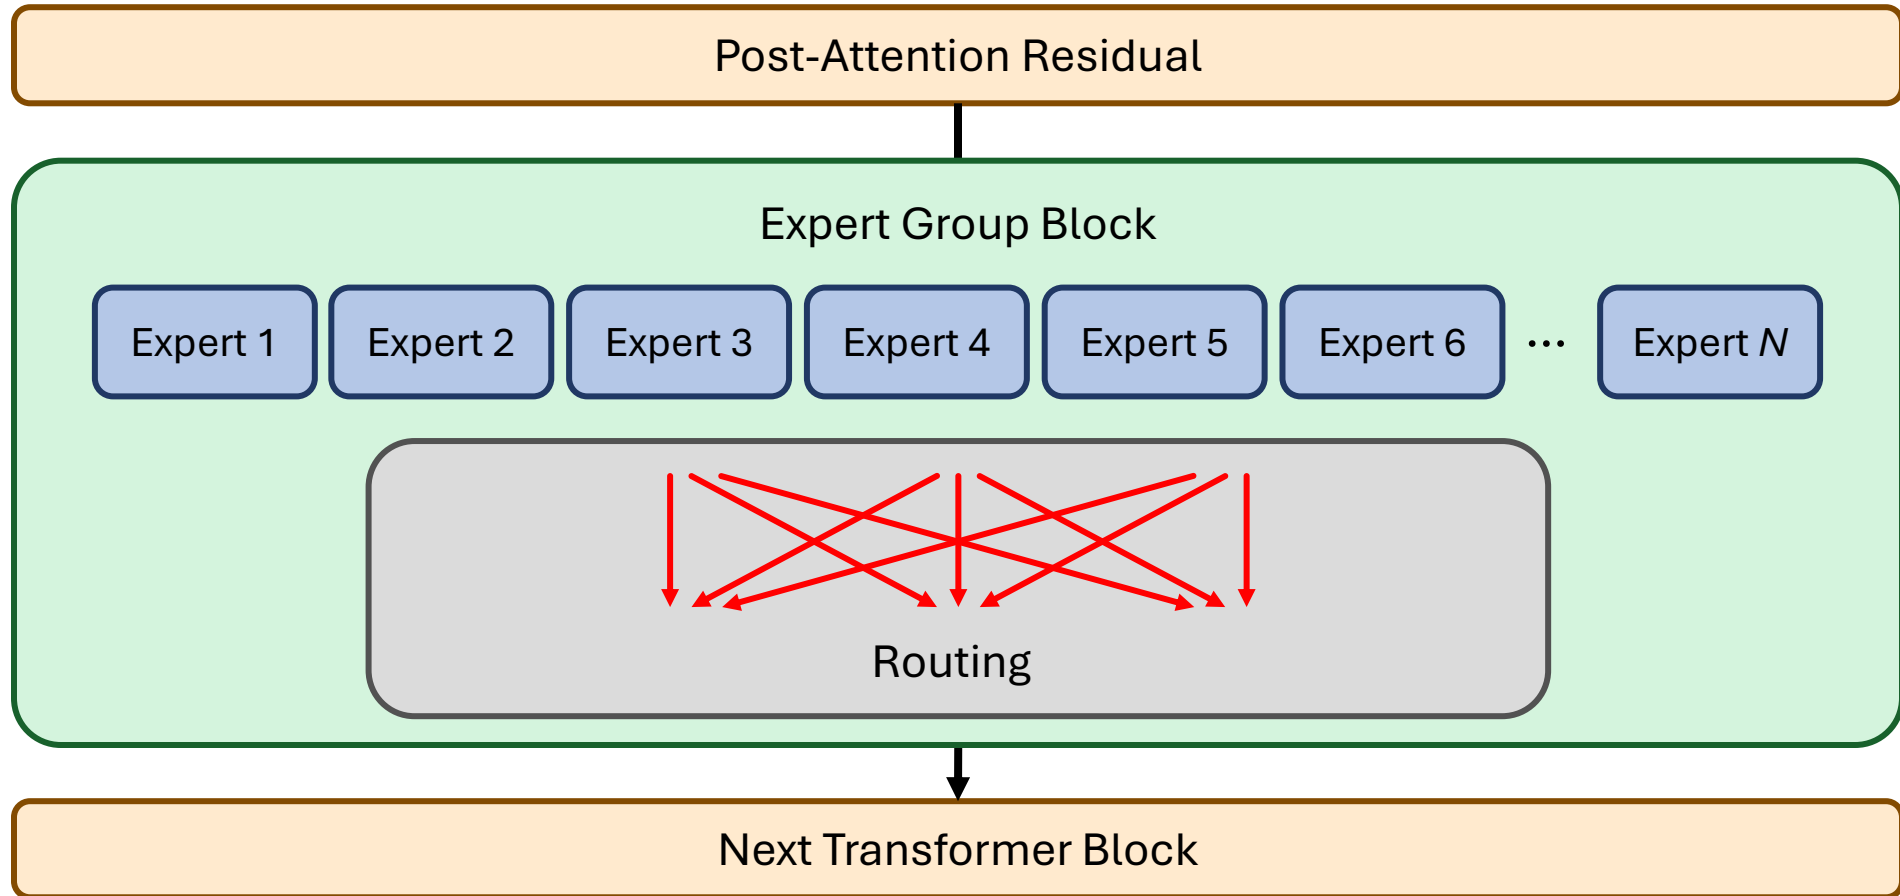 Post-Attention Residual
Expert Group Block
Expert 1 Expert 2 Expert 3 Expert 4 Expert 5 Expert 6 ... Expert N
Routing
Next Transformer Block